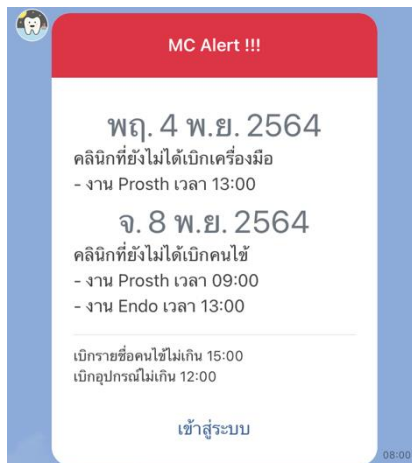 MC Alert !!!
พฤ. 4 พ.ย. 2564
คลินิกที่ยังไม่ได้เบิกเครื่องมือ
- งาน Prosth เวลา 13:00
จ. 8 พ.ย. 2564
คลินิกที่ยังไม่ได้เบิกคนไข้
- งาน Prosth เวลา 09:00
- งาน Endo เวลา 13:00
เบิกรายชื่อคนไข้ไม่เกิน 15:00
เบิกอุปกรณ์ไม่เกิน 12:00
เข้าสู่ระบบ
08:00